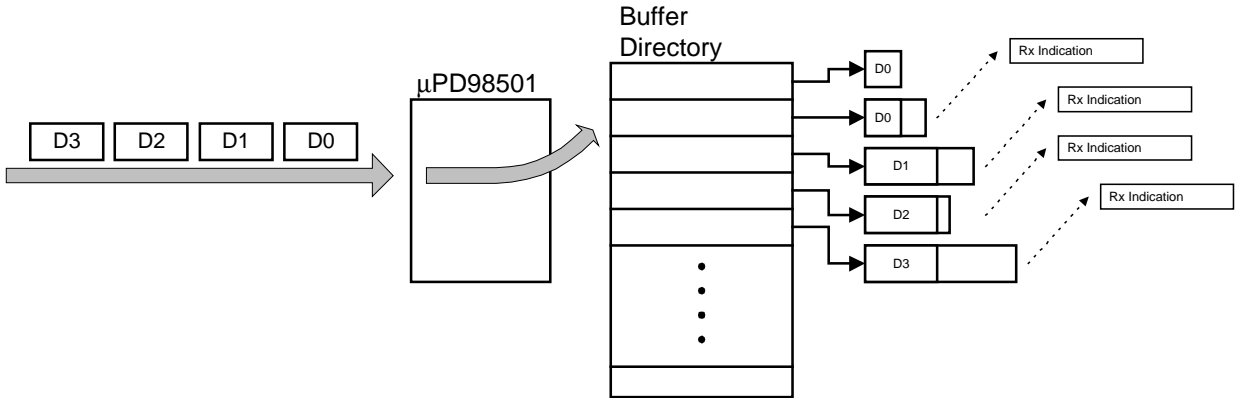 Buffer
Directory
μPD98501
D3 D2 D1 D0
D0
Rx Indication
D0
Rx Indication
D1
Rx Indication
D2
Rx Indication
D3